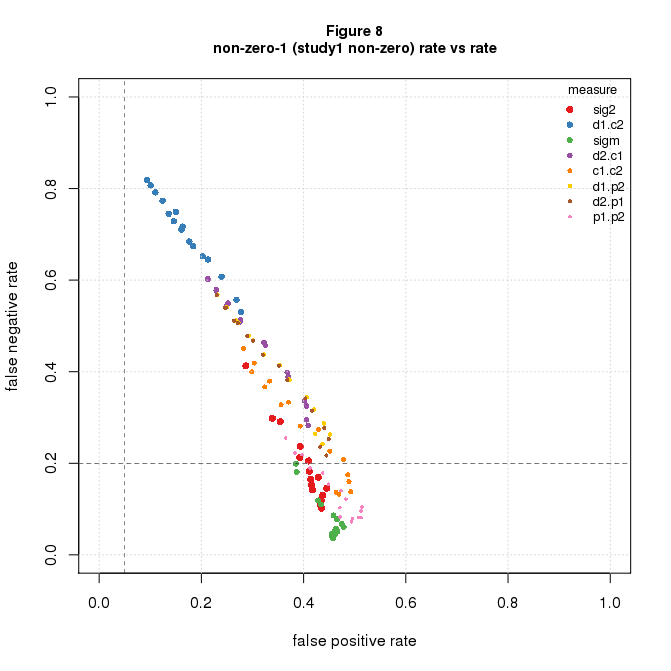 Figure 8
non-zero-1 (study1 non-zero) rate vs rate
measure
sig2
d1.c2
sigm
d2.c1
c1.c2
d1.p2
d2.p1
p1.p2
false negative rate
1.0
0.8
0.6
0.4
0.2
0.0
0.0 0.2 0.4 0.6 0.8 1.0
false positive rate